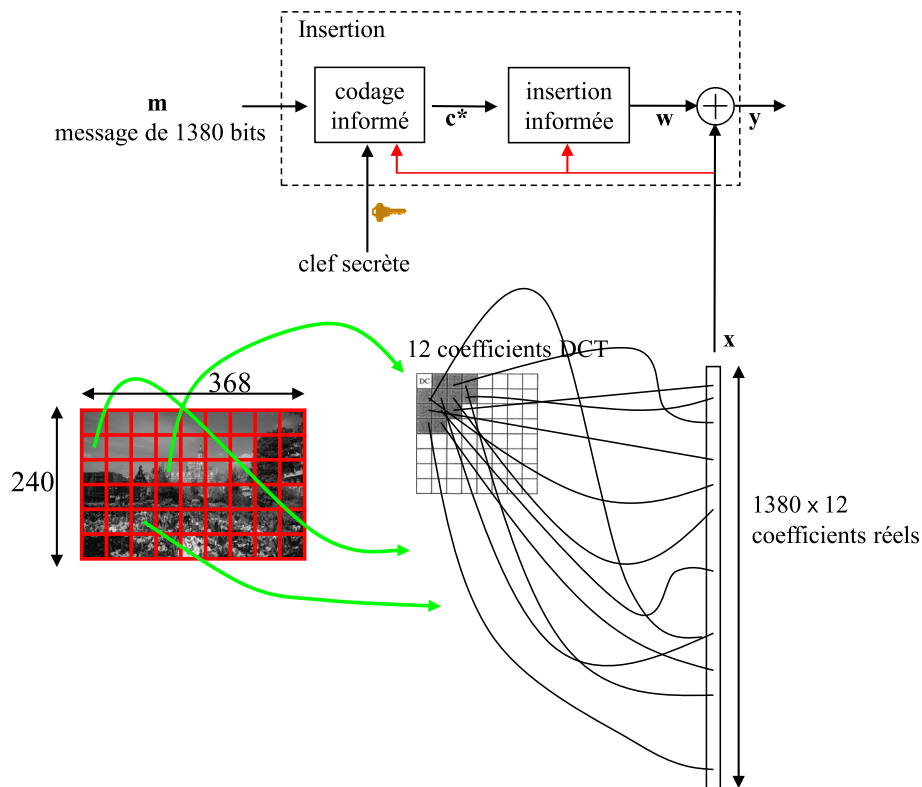 Insertion
m
message de 1380 bits
codage
informé
c*
insertion
informée
w
y
clef secrète
x
12 coefficients DCT
DC
368
240
1380 x 12
coefficients réels